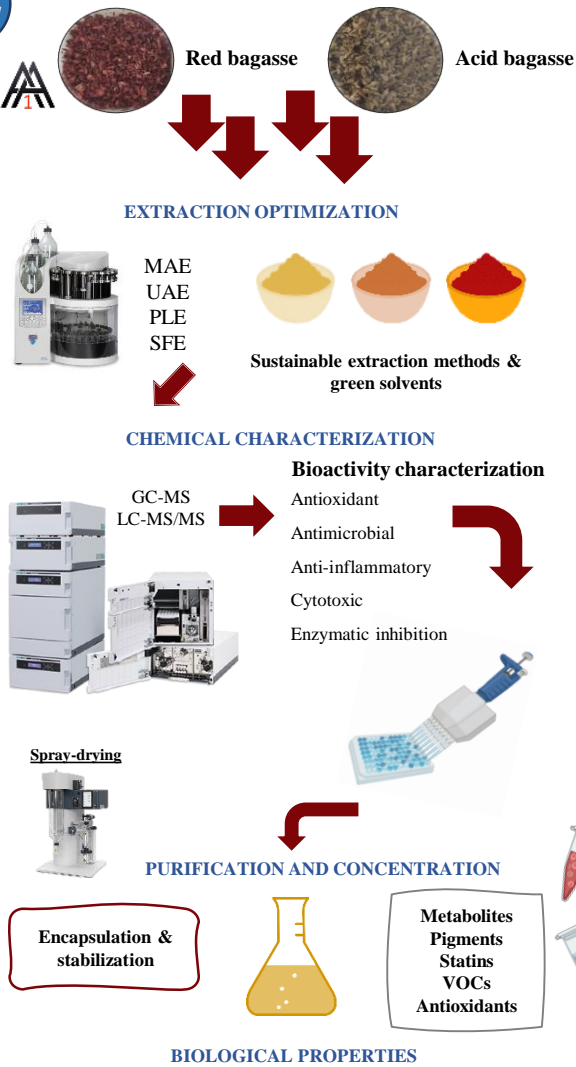 Red bagasse
Acid bagasse
1
EXTRACTION OPTIMIZATION
MAE
UAE
PLE
SFE
Sustainable extraction methods &
green solvents
CHEMICAL CHARACTERIZATION
Bioactivity characterization
GC-MS
LC-MS/MS
Antioxidant
Antimicrobial
Anti-inflammatory
Cytotoxic
Enzymatic inhibition
Spray-drying
PURIFICATION AND CONCENTRATION
Encapsulation &
stabilization
Metabolites
Pigments
Statins
VOCs
Antioxidants
BIOLOGICAL PROPERTIES